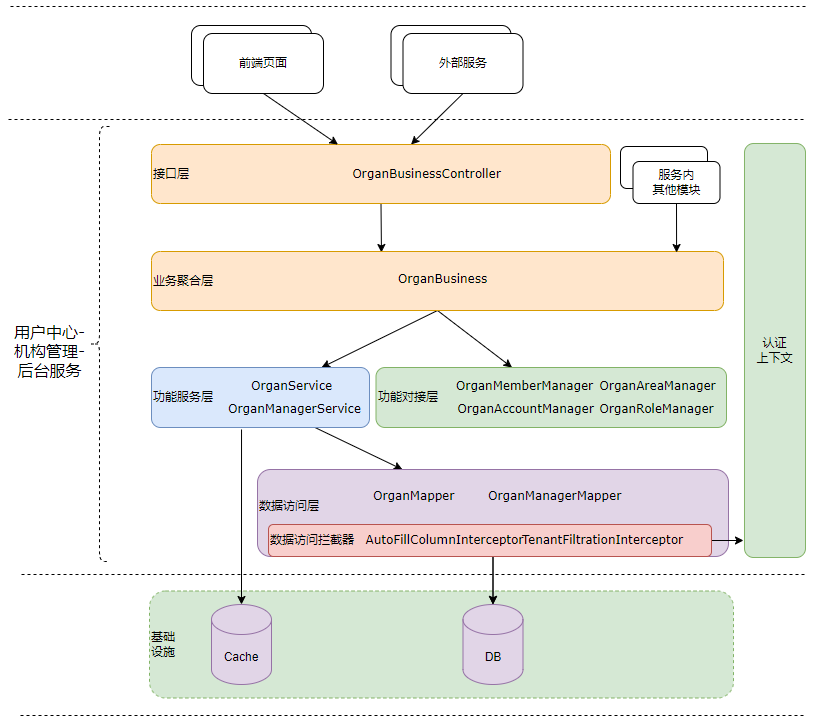 前端页面
外部服务
接口层
OrganBusinessController
服务内
其他模块
业务聚合层
OrganBusiness
用户中心-
机构管理-
后台服务
认证
上下文
功能服务层
OrganService
OrganManagerService
功能对接层
OrganMemberManager OrganAreaManager
OrganAccountManager OrganRoleManager
数据访问层
OrganMapper
OrganManagerMapper
数据访问拦截器
AutoFillColumnInterceptorTenantFiltrationInterceptor
基础
设施
Cache
DB